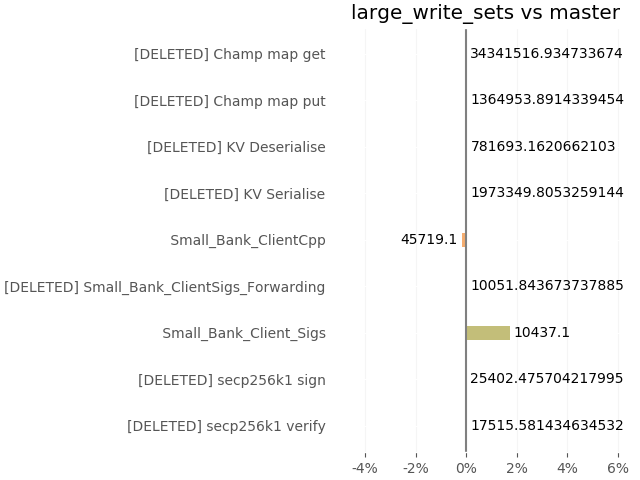 large_write_sets vs master
[DELETED] Champ map get 34341516.934733674
[DELETED] Champ map put 1364953.8914339454
[DELETED] KV Deserialise 781693.1620662103
[DELETED] KV Serialise 1973349.8053259144
Small_Bank_ClientCpp 45719.1
[DELETED] Small_Bank_ClientSigs_Forwarding 10051.843673737885
Small_Bank_Client_Sigs 10437.1
[DELETED] secp256k1 sign 25402.475704217995
[DELETED] secp256k1 verify 17515.581434634532
-4% -2% 0% 2% 4% 6%